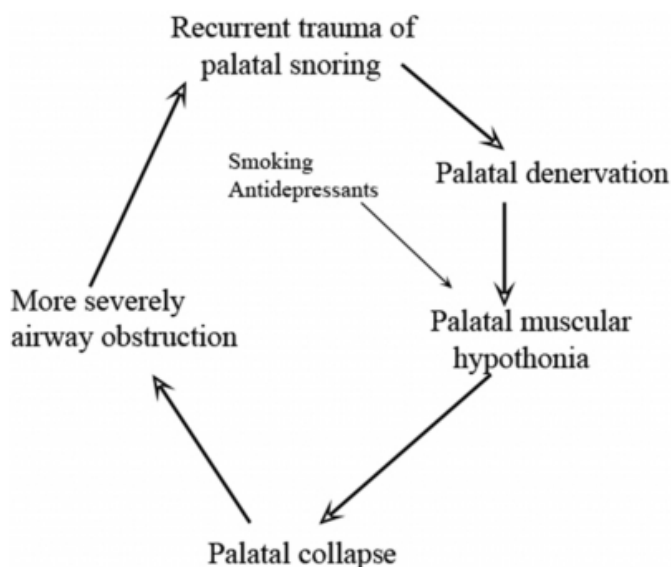 Recurrent trauma of
palatal snoring
Smoking
Antidepressants
Palatal denervation
More severely
airway obstruction
Palatal muscular
hypothonia
Palatal collapse